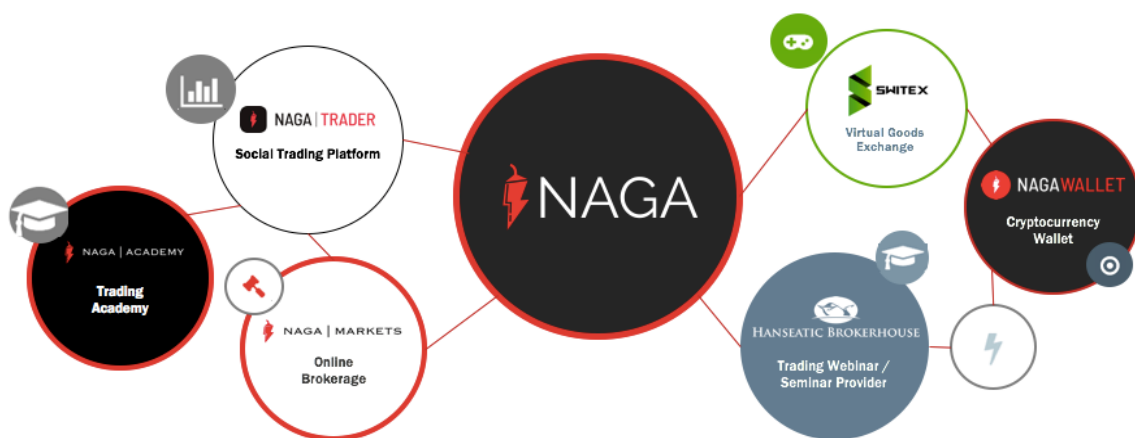 NAGA | TRADER
Social Trading Platform
NAGA | ACADEMY
Trading
Academy
NAGA | MARKETS
Online
Brokerage
NAGA
SWITEX
Virtual Goods
Exchange
NAGAWALLET
Cryptocurrency
Wallet
HANSEATIC BROKERHOUSE
Trading Webinar /
Seminar Provider